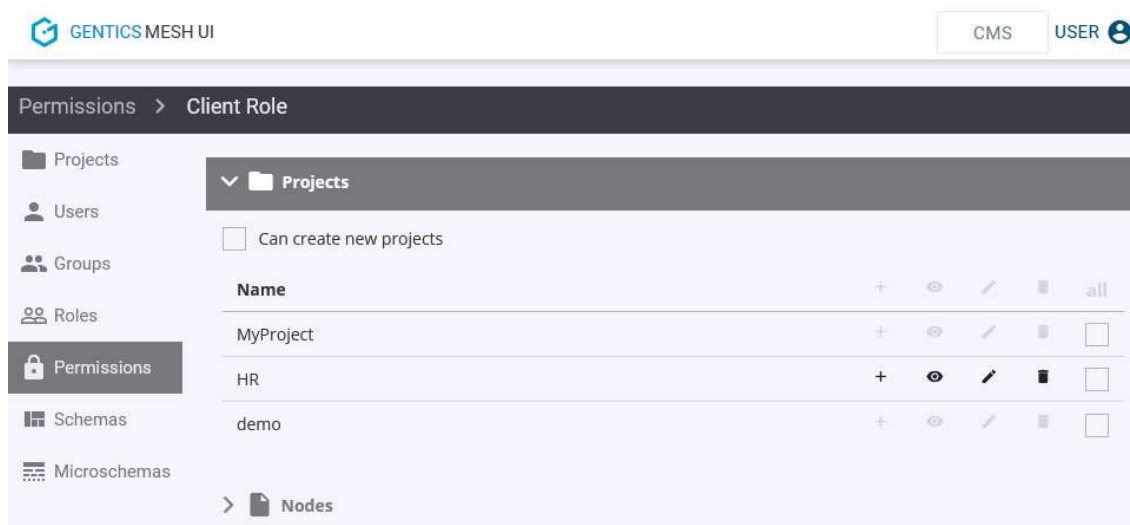 GENTICS MESH UI
CMS
USER
Permissions > Client Role
Projects
Users
Groups
Roles
Permissions
Schemas
Microschemas
Projects
Can create new projects
Name
all
MyProject
HR
demo
Nodes